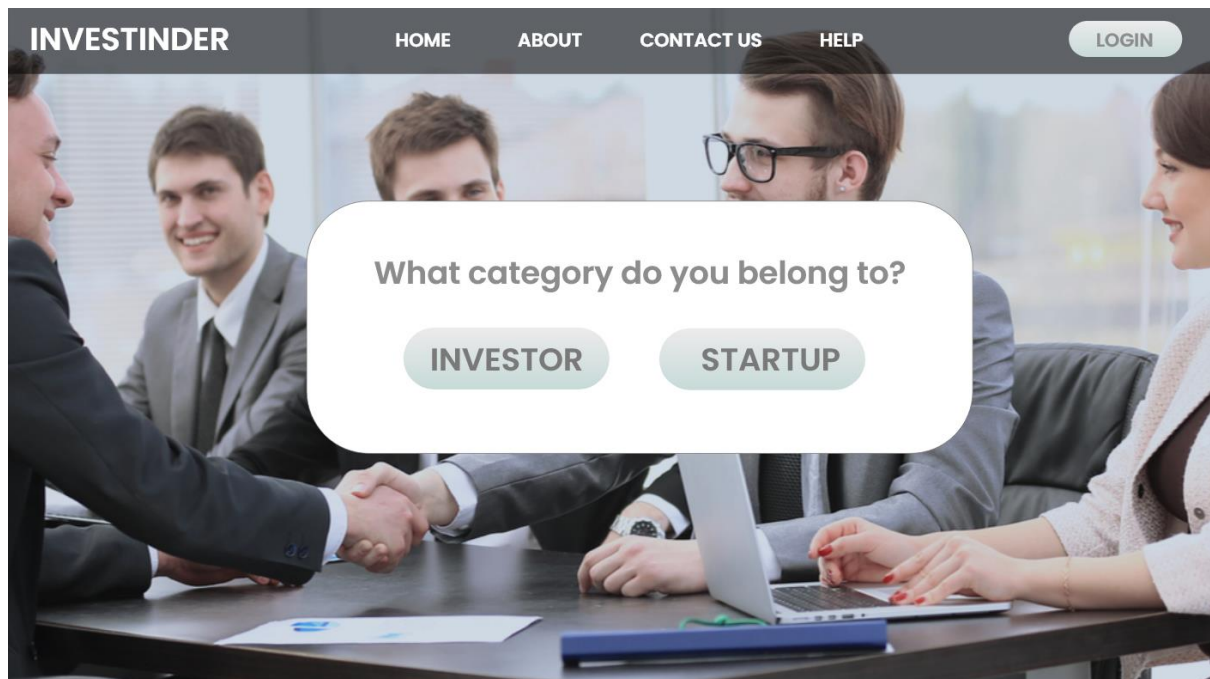 INVESTINDER HOME ABOUT CONTACT US HELP LOGIN
What category do you belong to?
INVESTOR STARTUP